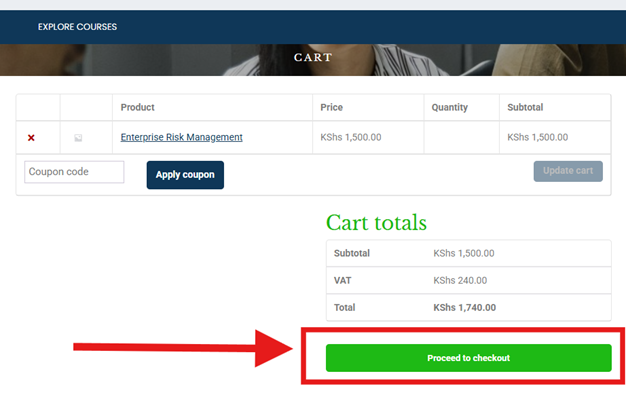 EXPLORE COURSES
CART
Product Price Quantity Subtotal
Enterprise Risk Management KShs 1,500.00 KShs 1,500.00
Coupon code Apply coupon Update cart
Cart totals
Subtotal KShs 1,500.00
VAT KShs 240.00
Total KShs 1,740.00
Proceed to checkout